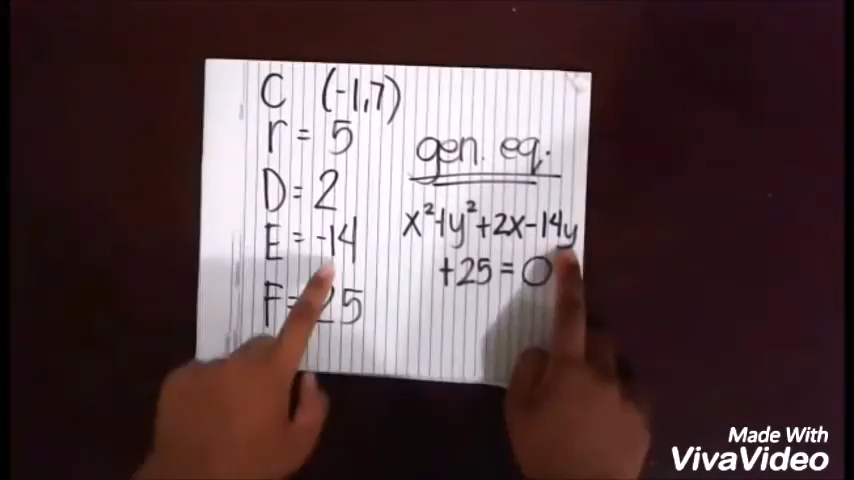 C (-1,7)
r = 5
D = 2
E = -14
F = 25
gen. eq.
x²+y²+2x-14y
+25 = 0
Made With
VivaVideo